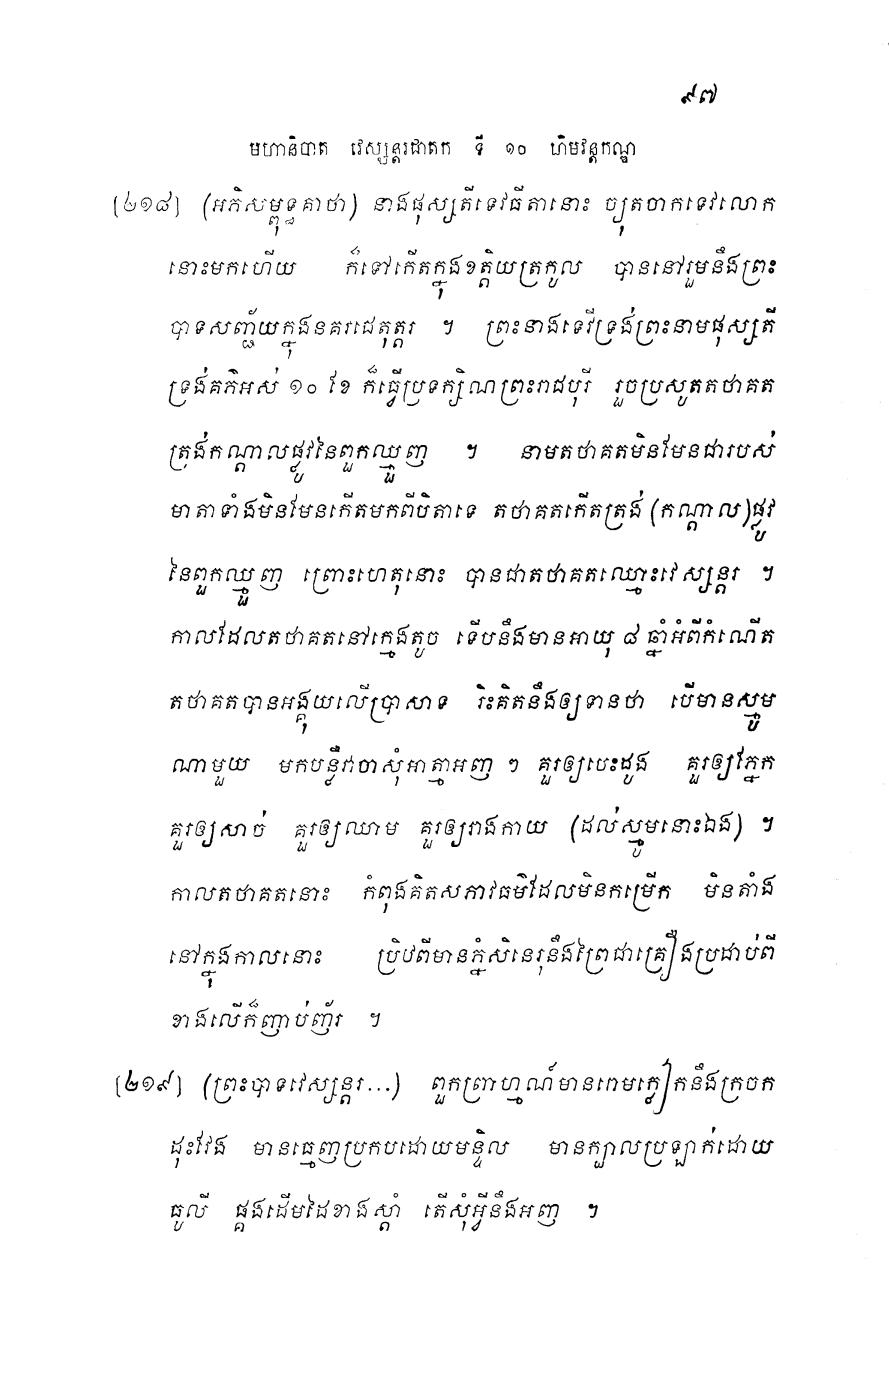 ៩៧
មហានិបាត វេស្សន្តរជាតក ទី ១០ ហិមវន្តកណ្ឌ
[២១៨] (អភិសម្ពុទ្ធគាថា) នាងផុស្សតីទេវធីតានោះ ច្យុតចាកទេវលោក
នោះមកហើយ ក៏ទៅកើតក្នុងខត្តិយត្រកូល បាននៅរួមនឹងព្រះ
បាទសញ្ជ័យក្នុងនគរជេតុត្តរ ។ ព្រះនាងទេវីទ្រង់ព្រះនាមផុស្សតី
ទ្រង់គភ៌អស់ ១០ ខែ ក៏ធ្វើប្រទក្សិណព្រះរាជបុរី រួចប្រសូតតថាគត
ត្រង់កណ្តាលផ្លូវនៃពួកឈ្មួញ ។ នាមតថាគតមិនមែនជារបស់
មាតាទាំងមិនមែនកើតមកពីបិតាទេ តថាគតកើតត្រង់ (កណ្តាល)ផ្លូវ
នៃពួកឈ្មួញ ព្រោះហេតុនោះ បានជាតថាគតឈ្មោះវេស្សន្តរ ។
កាលដែលតថាគតនៅក្មេងតូច ទើបនឹងមានអាយុ ៨ ឆ្នាំអំពីកំណើត
តថាគតបានអង្គុយលើប្រាសាទ រិះគិតនឹងឲ្យទានថា បើមានស្មូម
ណាមួយ មកបន្លឺវាចាសុំអាត្មាអញ ៗ គួរឲ្យបេះដូង គួរឲ្យភ្នែក
គួរឲ្យសាច់ គួរឲ្យឈាម គួរឲ្យរាងកាយ (ដល់ស្មូមនោះឯង) ។
កាលតថាគតនោះ កំពុងគិតសភាវធម៌ដែលមិនកម្រើក មិនតាំង
នៅក្នុងកាលនោះ ប្រឹថពីមានភ្នំសិនេរុនឹងព្រៃជាគ្រឿងប្រដាប់ពី
ខាងលើក៏ញាប់ញ័រ ។
[២១៩] (ព្រះបាទវេស្សន្តរ...) ពួកព្រាហ្មណ៍មានរោមក្លៀកនឹងក្រចក
ដុះវែង មានធ្មេញប្រកបដោយមន្ទិល មានក្បាលប្រឡាក់ដោយ
ធូលី ផ្គងដើមដៃខាងស្តាំ តើសុំអ្វីនឹងអញ ។